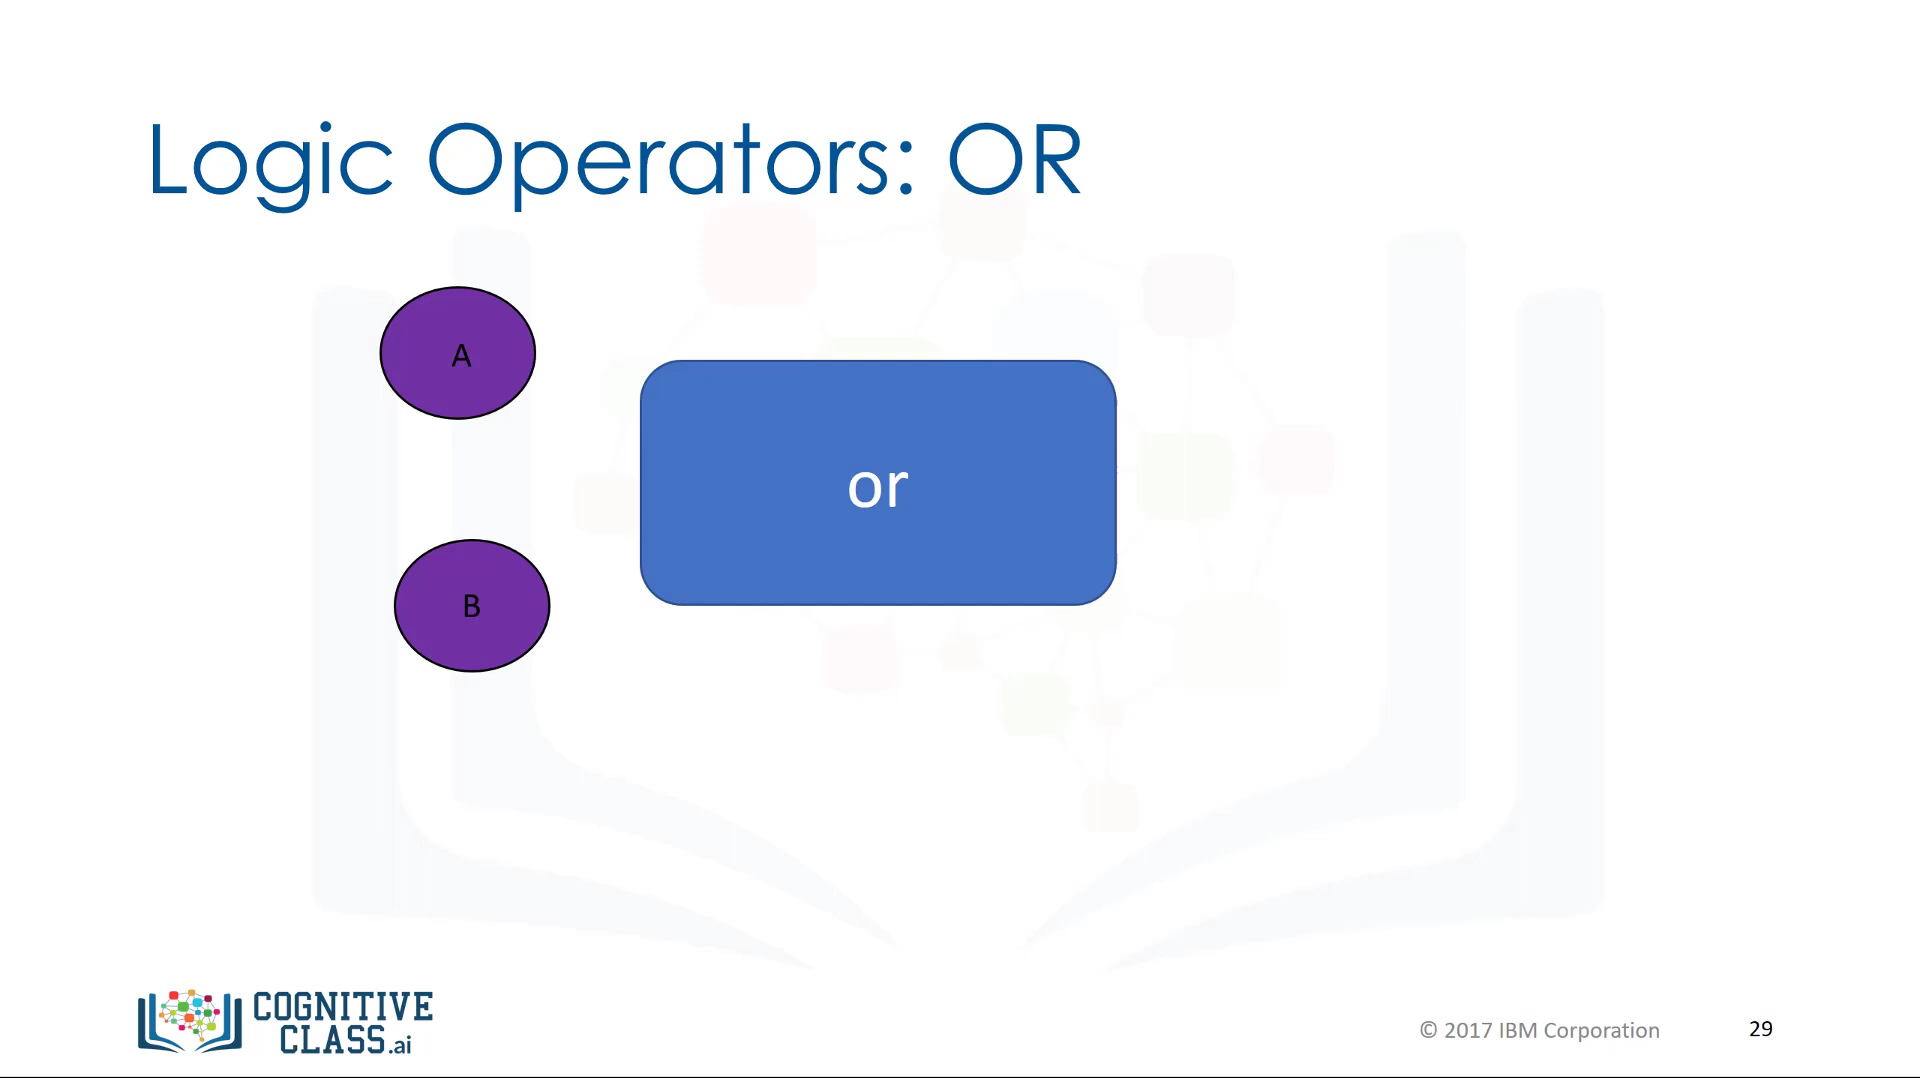 Logic Operators: OR
A
or
B
COGNITIVE
CLASS.ai
© 2017 IBM Corporation
29